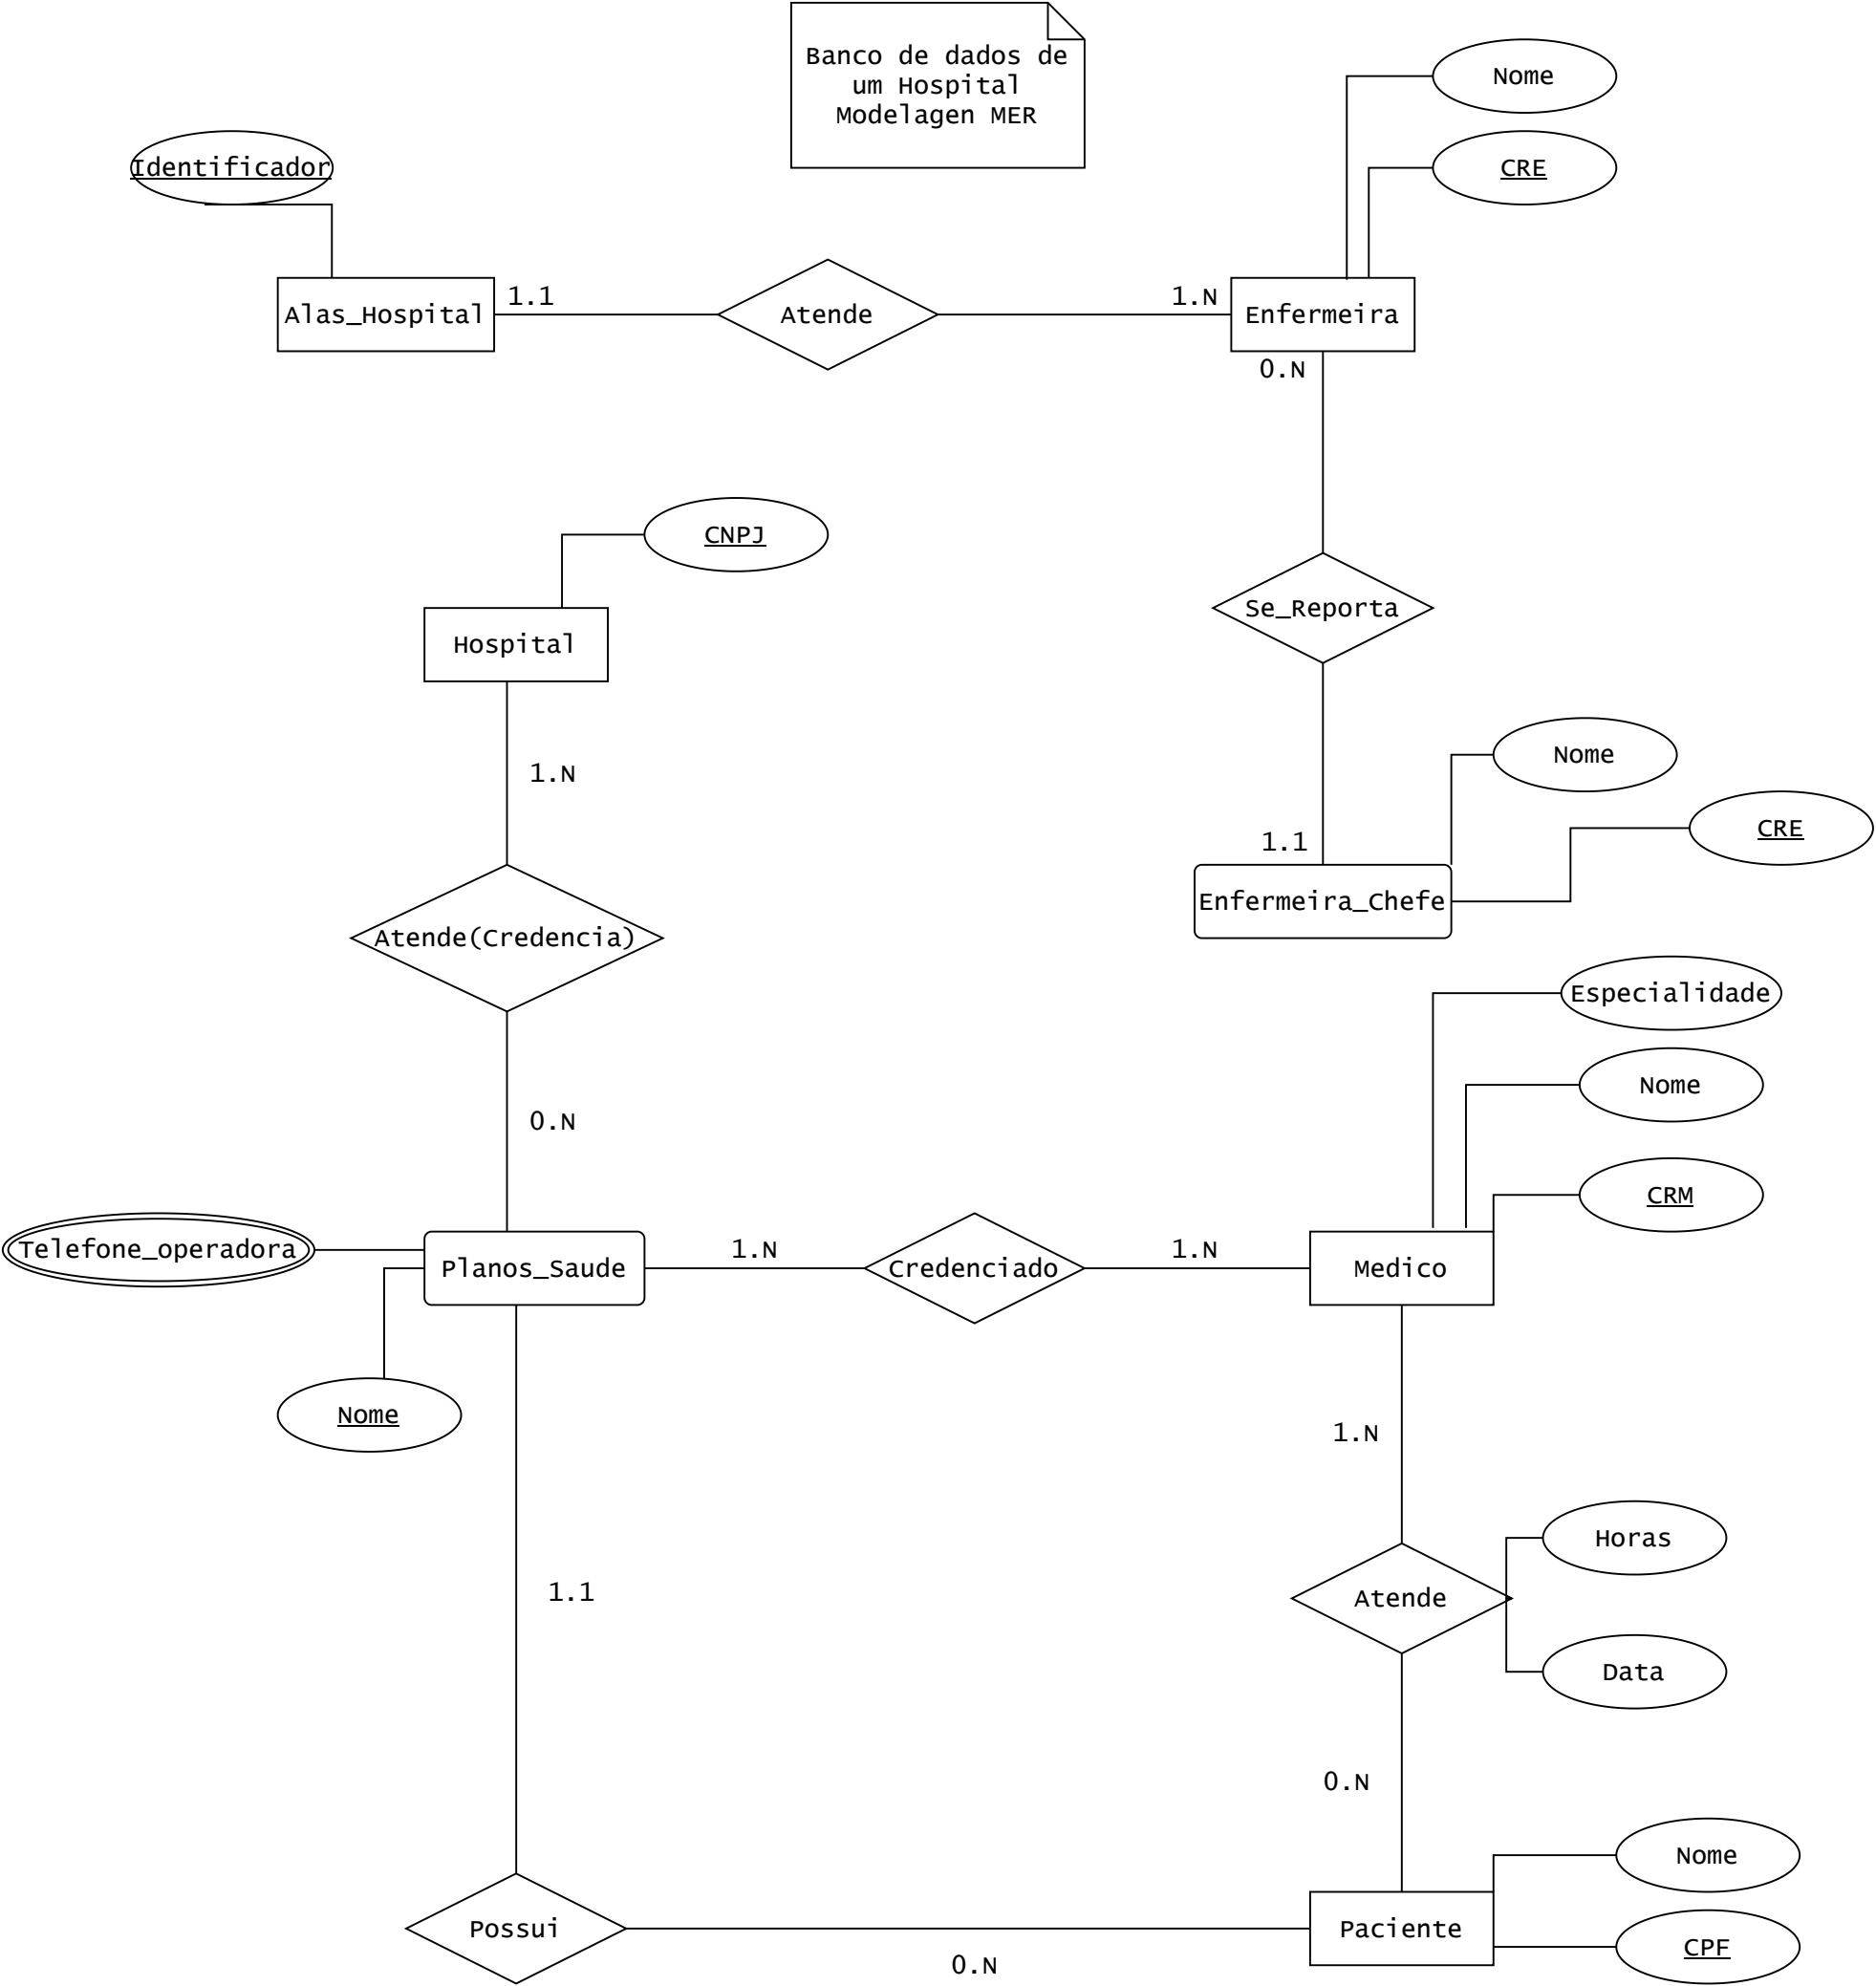 Banco de dados de
um Hospital
Modelagen MER
Nome
Identificador
CRE
Alas_Hospital
1.1
Atende
1.N
Enfermeira
0.N
CNPJ
Se_Reporta
Hospital
Nome
1.N
CRE
1.1
Enfermeira_Chefe
Atende(Credencia)
Especialidade
Nome
0.N
CRM
Telefone_operadora
Planos_Saude
1.N
Credenciado
1.N
Medico
Nome
1.N
Horas
1.1
Atende
Data
0.N
Nome
Possui
Paciente
CPF
0.N